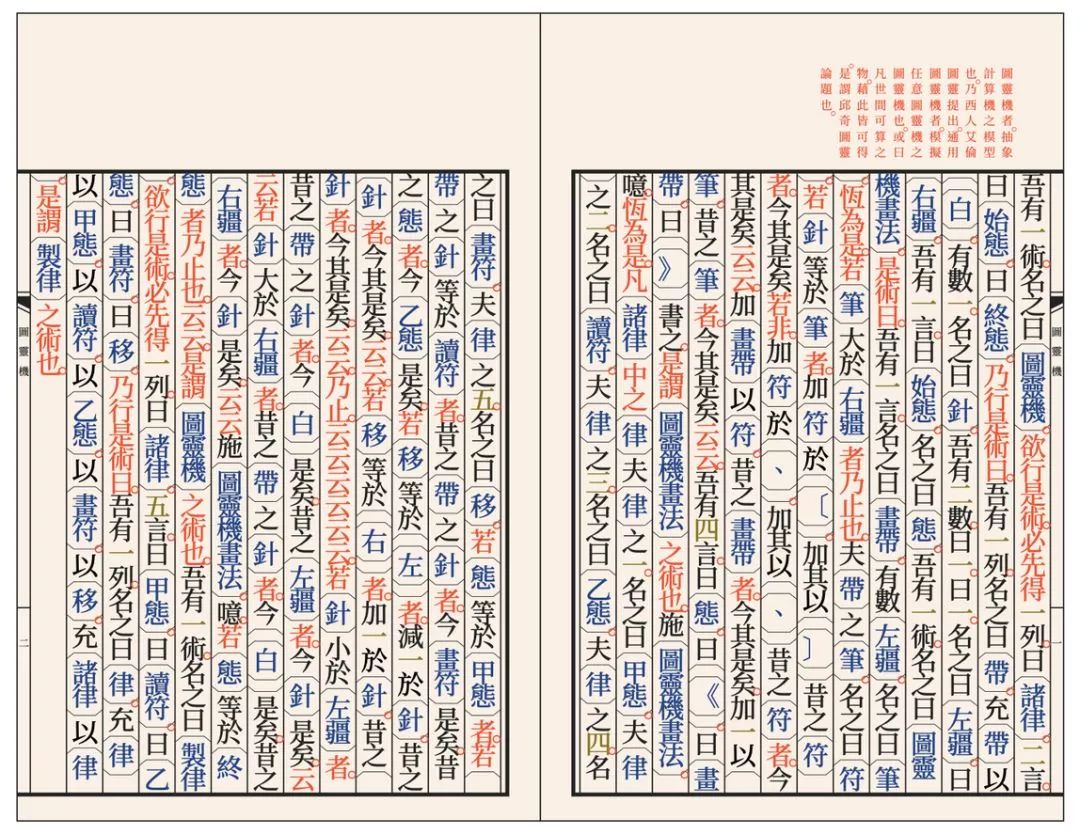 圖靈機者。抽象
計算機之模型
也。乃西人艾倫
圖靈提出。通用
圖靈機者。模擬
任意圖靈機之
圖靈機也。或曰
凡世間可算之
物。藉此皆可得
是。謂邱奇圖靈
論題也。
圖靈機
一
吾有一術。名之曰圖靈機。欲行是術。必先得一列。曰諸律。二言。
曰始態。曰終態。乃行是術曰。吾有一列。名之曰帶。充帶以
白。有數一。名之曰針。吾有二數。曰一。曰一。名之曰左疆。曰
右疆。吾有一言。曰始態。名之曰態。吾有一術。名之曰圖靈
機畫法。是術曰。吾有一言。名之曰畫帶。有數左疆。名之曰筆。
恆為是。若筆大於右疆者乃止也。夫帶之筆。名之曰符。
若針等於筆者。加符於〔。加其以〕。昔之符
者。今其是矣。若非。加符於、。加其以、。昔之符者。今
其是矣。云云。加畫帶以符。昔之畫帶者。今其是矣。加一以
筆。昔之筆者。今其是矣。云云。吾有四言。曰態。曰《。曰畫
帶。曰》。書之。是謂圖靈機畫法之術也。施圖靈機畫法。
噫。恆為是。凡諸律中之律。夫律之一。名之曰甲態。夫律
之二。名之曰讀符。夫律之三。名之曰乙態。夫律之四。名
之曰畫符。夫律之五。名之曰移。若態等於甲態者。若
帶之針等於讀符者。昔之帶之針者。今畫符是矣。昔
之態者。今乙態是矣。若移等於左者。減一於針。昔之
針者。今其是矣。云云。若移等於右者。加一於針。昔之
針者。今其是矣。云云。乃止。云云。云云。云云。若針小於左疆者。
昔之帶之針者。今白是矣。昔之左疆者。今針是矣。云
云。若針大於右疆者。昔之帶之針者。今白是矣。昔之
右疆者。今針是矣。云云。施圖靈機畫法。噫。若態等於終
態者乃止也。云云。是謂圖靈機之術也。吾有一術。名之曰製律。
欲行是術。必先得一列。曰諸律。五言。曰甲態。曰讀符。曰乙
態。曰畫符。曰移。乃行是術曰。吾有一列。名之曰律。充律
以甲態。以讀符。以乙態。以畫符。以移。充諸律以律。
是謂製律之術也。
圖靈機
二